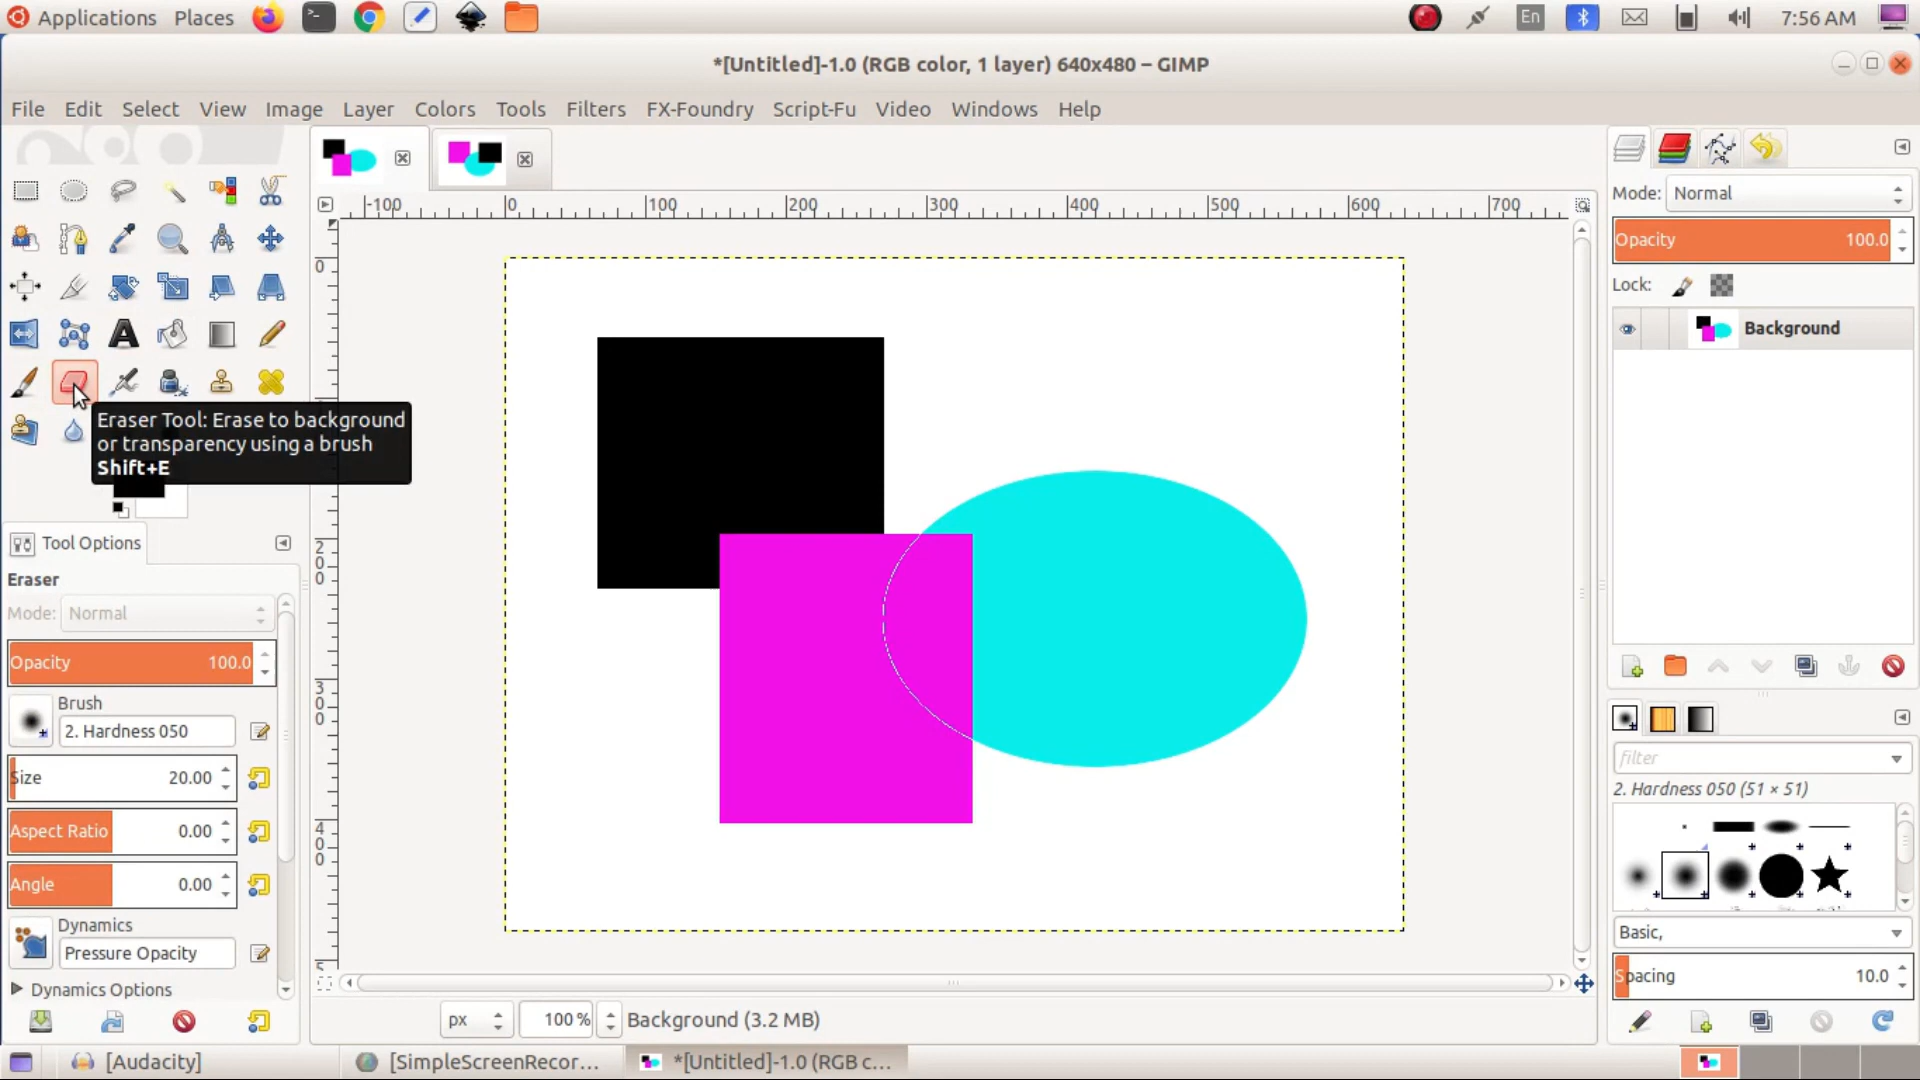 Applications Places En 7:56 AM
*[Untitled]-1.0 (RGB color, 1 layer) 640x480 – GIMP
File Edit Select View Image Layer Colors Tools Filters FX-Foundry Script-Fu Video Windows Help
-100 0 100 200 300 400 500 600 700
0
200
300
400
5
Eraser Tool: Erase to background
or transparency using a brush
Shift+E
Tool Options
Eraser
Mode: Normal
Opacity 100.0
Brush
2. Hardness 050
Size 20.00
Aspect Ratio 0.00
Angle 0.00
Dynamics
Pressure Opacity
Dynamics Options
px 100 % Background (3.2 MB)
Mode: Normal
Opacity 100.0
Lock:
Background
filter
2. Hardness 050 (51 × 51)
Basic,
Spacing 10.0
[Audacity] [SimpleScreenRecor... *[Untitled]-1.0 (RGB c...